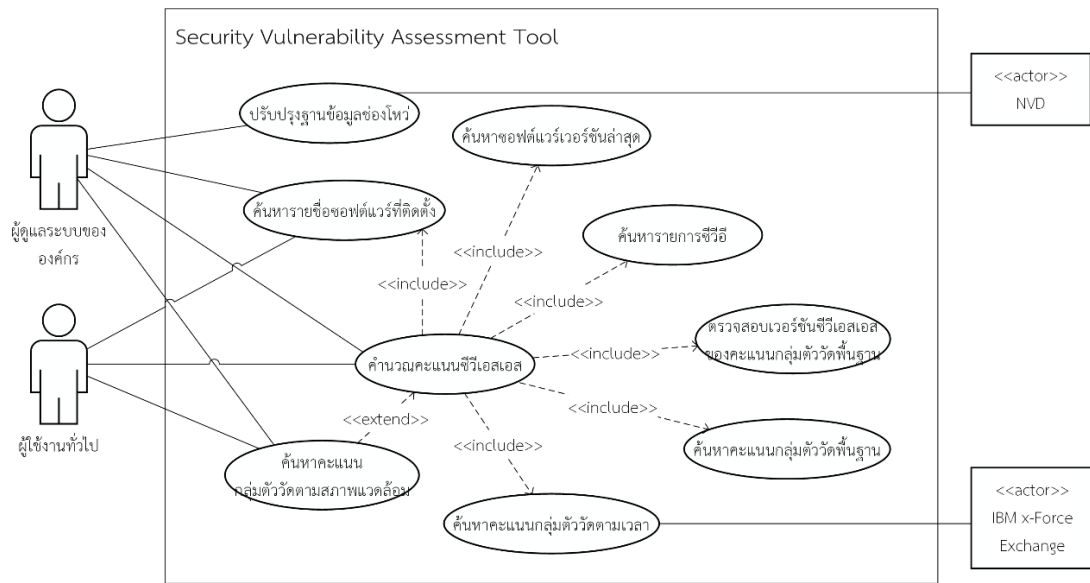 Security Vulnerability Assessment Tool
<<actor>>
NVD
ปรับปรุงฐานข้อมูลช่องโหว่
ค้นหาซอฟต์แวร์เวอร์ชันล่าสุด
ค้นหารายชื่อซอฟต์แวร์ที่ติดตั้ง
ผู้ดูแลระบบของ
องค์กร
ค้นหารายการซีวีอี
<<include>>
<<include>>
<<include>>
ตรวจสอบเวอร์ชันซีวีเอสเอส
ของคะแนนกลุ่มตัววัดพื้นฐาน
<<include>>
คำนวณคะแนนซีวีเอสเอส
<<include>>
<<extend>>
ผู้ใช้งานทั่วไป
<<include>>
ค้นหาคะแนนกลุ่มตัววัดพื้นฐาน
ค้นหาคะแนน
กลุ่มตัววัดตามสภาพแวดล้อม
ค้นหาคะแนนกลุ่มตัววัดตามเวลา
<<actor>>
IBM x-Force
Exchange